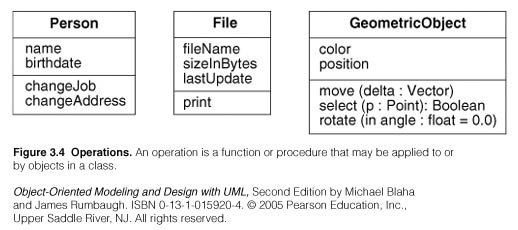 Person
name
birthdate
changeJob
changeAddress
File
fileName
sizeInBytes
lastUpdate
print
GeometricObject
color
position
move (delta : Vector)
select (p : Point): Boolean
rotate (in angle : float = 0.0)
Figure 3.4 Operations. An operation is a function or procedure that may be applied to or
by objects in a class.
Object-Oriented Modeling and Design with UML, Second Edition by Michael Blaha
and James Rumbaugh. ISBN 0-13-1-015920-4. © 2005 Pearson Education, Inc.,
Upper Saddle River, NJ. All rights reserved.